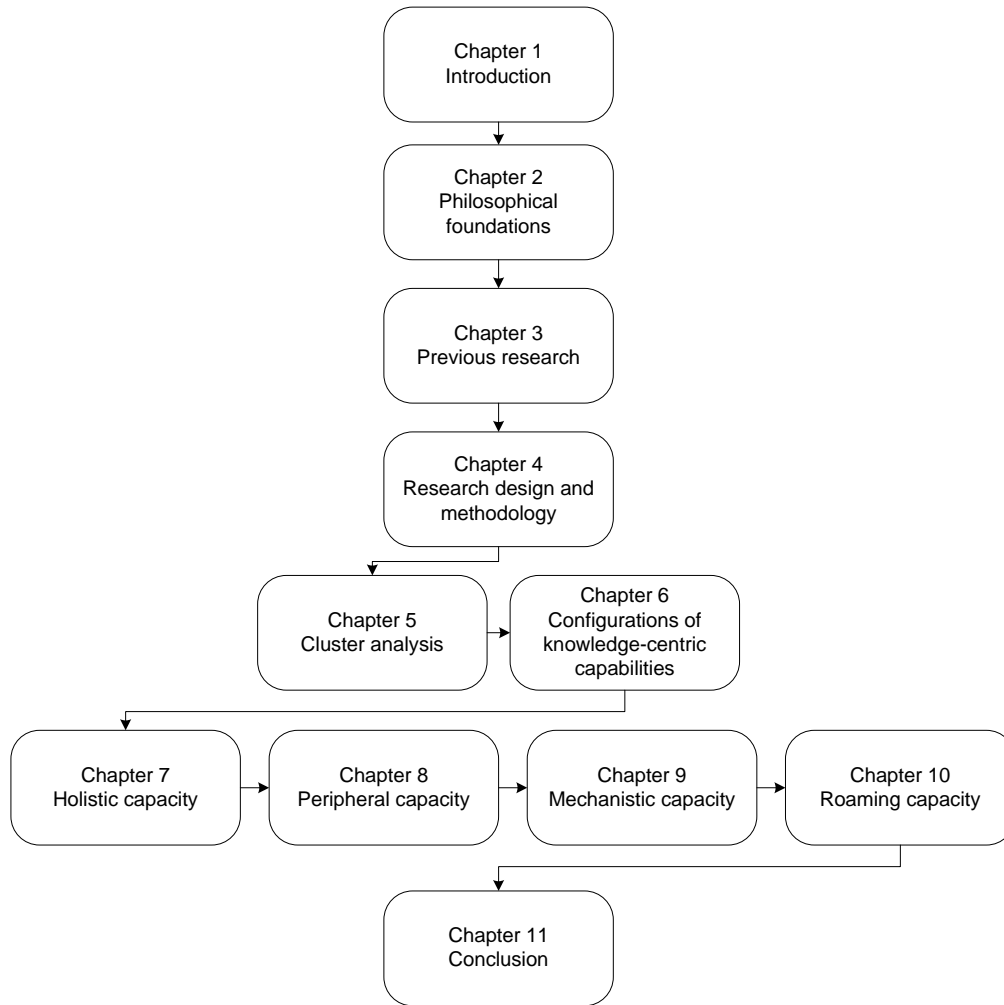 Chapter 1
Introduction
Chapter 2
Philosophical
foundations
Chapter 3
Previous research
Chapter 4
Research design and
methodology
Chapter 5
Cluster analysis
Chapter 6
Configurations of
knowledge-centric
capabilities
Chapter 7
Holistic capacity
Chapter 8
Peripheral capacity
Chapter 9
Mechanistic capacity
Chapter 10
Roaming capacity
Chapter 11
Conclusion